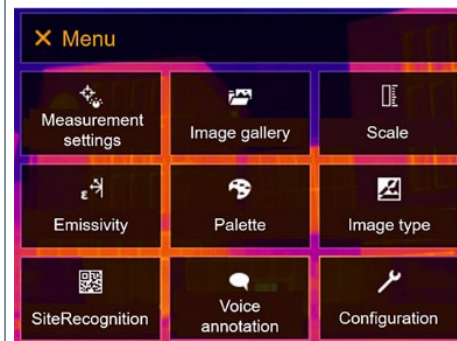 Menu
Measurement
settings
Image gallery
Scale
ε
Emissivity
Palette
Image type
SiteRecognition
Voice
annotation
Configuration